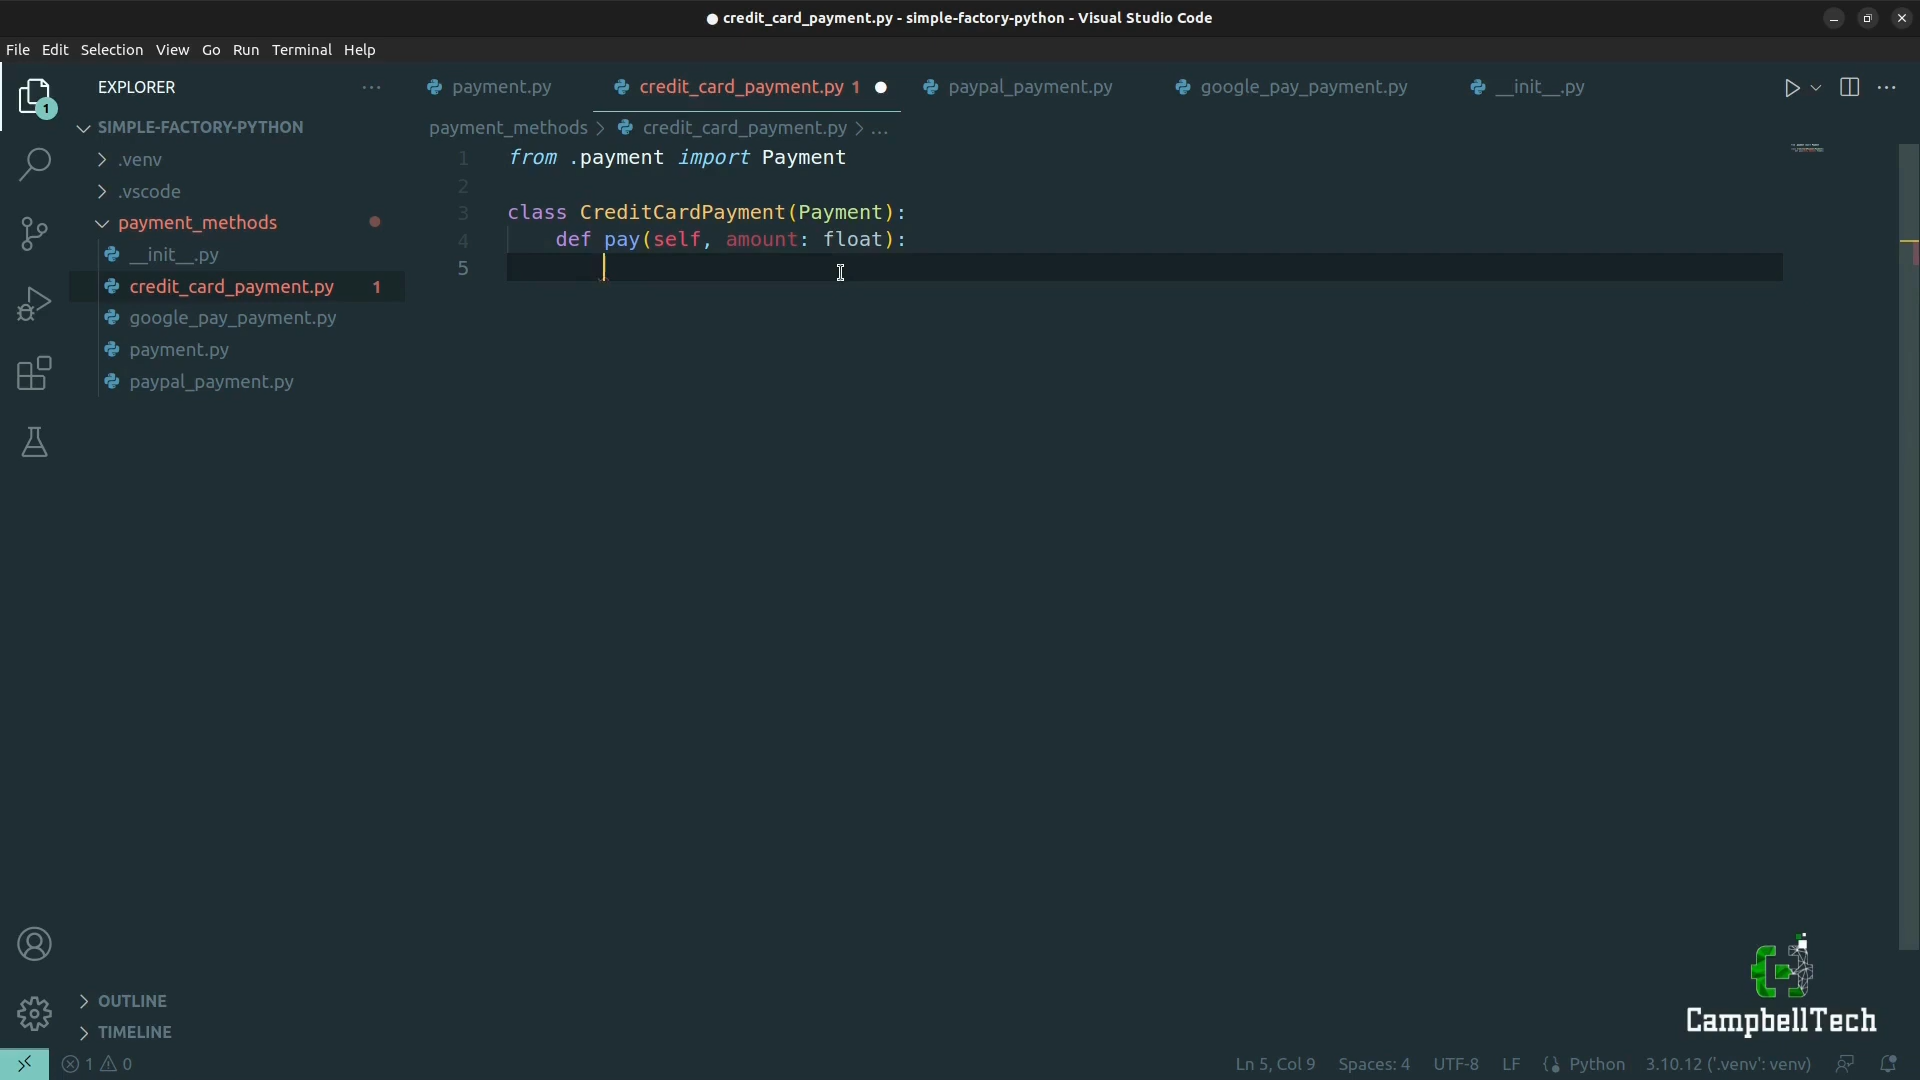 credit_card_payment.py - simple-factory-python - Visual Studio Code
File Edit Selection View Go Run Terminal Help
EXPLORER
payment.py credit_card_payment.py 1 paypal_payment.py google_pay_payment.py __init__.py
1
SIMPLE-FACTORY-PYTHON
payment_methods > credit_card_payment.py > ...
.venv
.vscode
payment_methods
__init__.py
credit_card_payment.py 1
google_pay_payment.py
payment.py
paypal_payment.py
1 from .payment import Payment
2
3 class CreditCardPayment(Payment):
4     def pay(self, amount: float):
5
OUTLINE
TIMELINE
CampbellTech
1 0 Ln 5, Col 9 Spaces: 4 UTF-8 LF Python 3.10.12 ('.venv': venv)